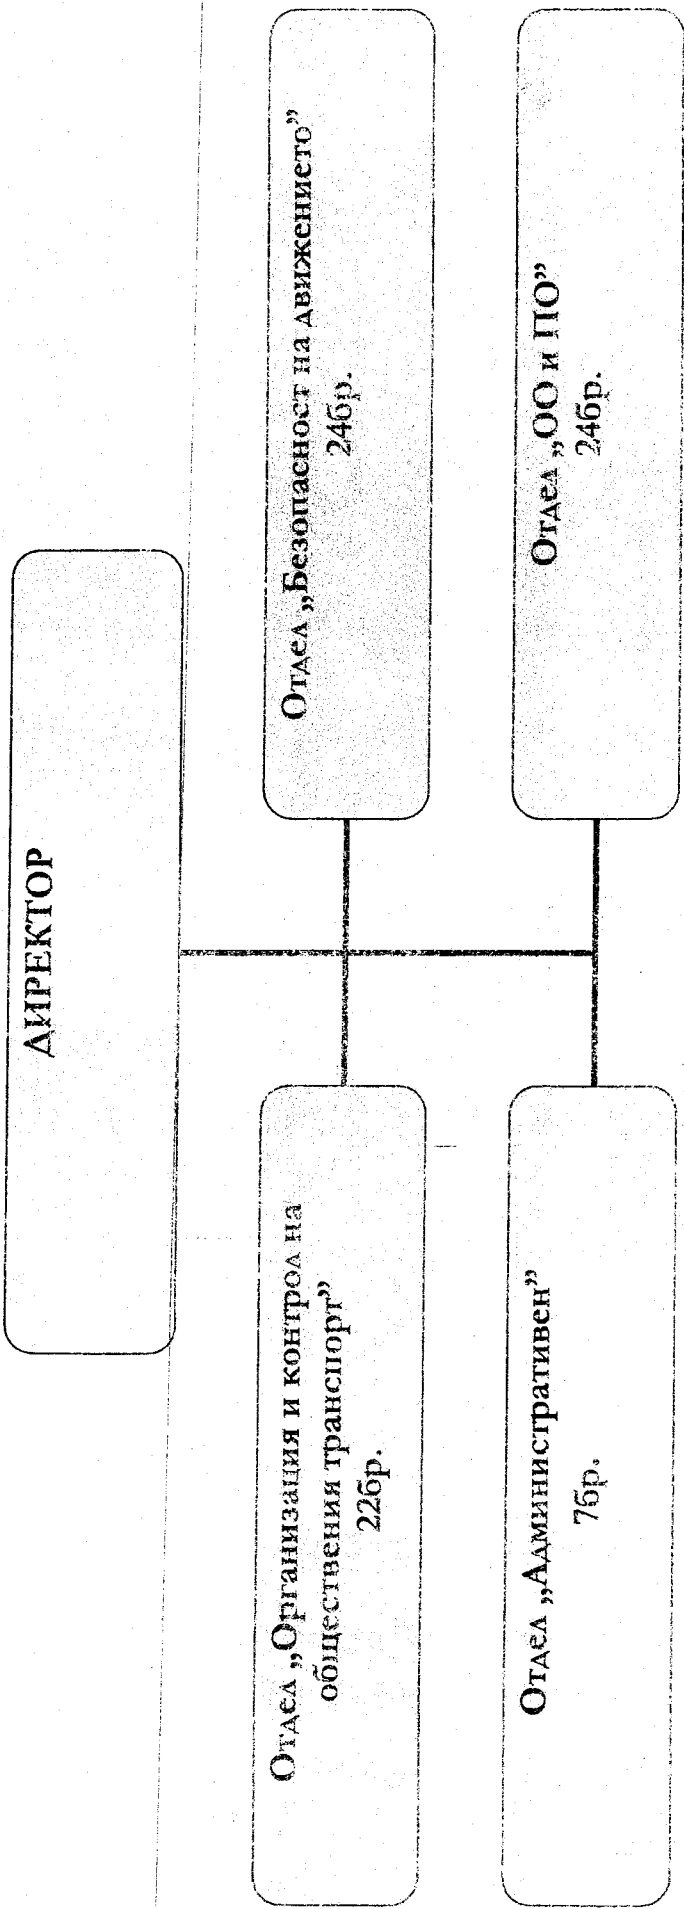 ДИРЕКТОР
Отдел „Организация и контрол на
обществения транспорт”
22бр.
Отдел „Безопасност на движението”
24бр.
Отдел „Административен”
7бр.
Отдел „ОО и ПО”
24бр.